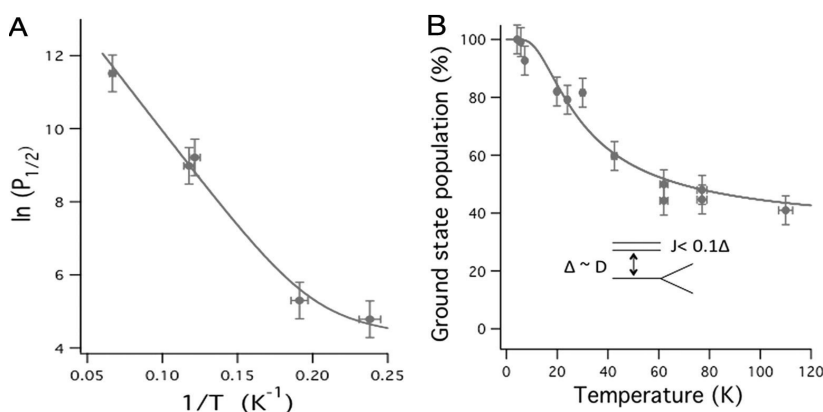 A
ln (P1/2)
12
10
8
6
4
0.05 0.10 0.15 0.20 0.25
1/T (K-1)
B
Ground state population (%)
100
80
60
40
20
0
J< 0.1Δ
Δ ~ D
0 20 40 60 80 100 120
Temperature (K)